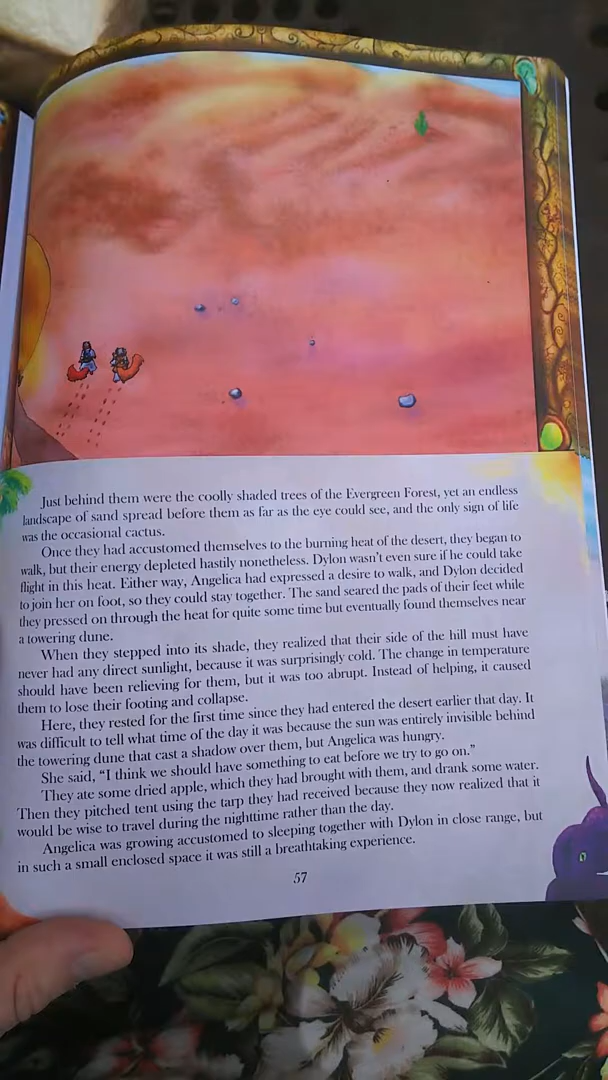 Just behind them were the coolly shaded trees of the Evergreen Forest, yet an endless
landscape of sand spread before them as far as the eye could see, and the only sign of life
was the occasional cactus.
Once they had accustomed themselves to the burning heat of the desert, they began to
walk, but their energy depleted hastily nonetheless. Dylon wasn't even sure if he could take
flight in this heat. Either way, Angelica had expressed a desire to walk, and Dylon decided
to join her on foot, so they could stay together. The sand seared the pads of their feet while
they pressed on through the heat for quite some time but eventually found themselves near
a towering dune.
When they stepped into its shade, they realized that their side of the hill must have
never had any direct sunlight, because it was surprisingly cold. The change in temperature
should have been relieving for them, but it was too abrupt. Instead of helping, it caused
them to lose their footing and collapse.
Here, they rested for the first time since they had entered the desert earlier that day. It
was difficult to tell what time of the day it was because the sun was entirely invisible behind
the towering dune that cast a shadow over them, but Angelica was hungry.
She said, "I think we should have something to eat before we try to go on."
They ate some dried apple, which they had brought with them, and drank some water.
Then they pitched tent using the tarp they had received because they now realized that it
would be wise to travel during the nighttime rather than the day.
Angelica was growing accustomed to sleeping together with Dylon in close range, but
in such a small enclosed space it was still a breathtaking experience.
57